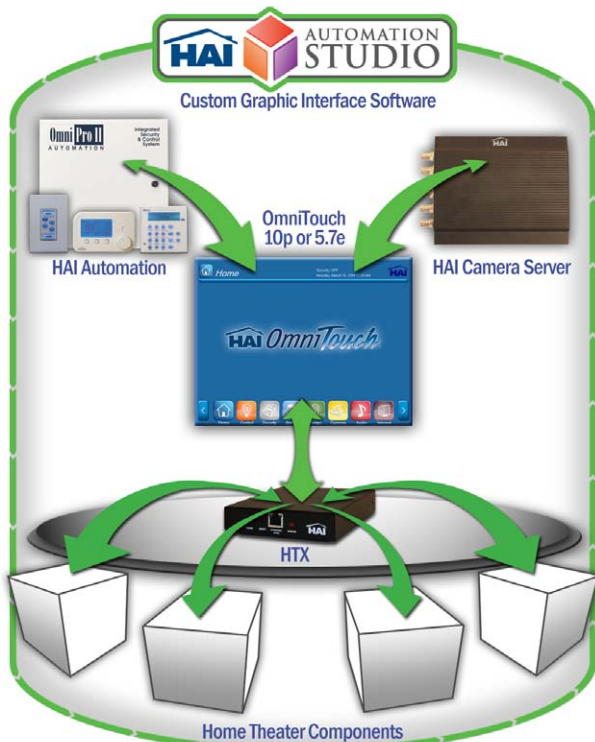 HAI AUTOMATION STUDIO
Custom Graphic Interface Software
Omni Pro II
AUTOMATION
Integrated
Security
& Control
System
HAI
OmniTouch
10p or 5.7e
HAI Automation
HAI Camera Server
Home
HAI
HAI OmniTouch
HAI
HTX
Home Theater Components